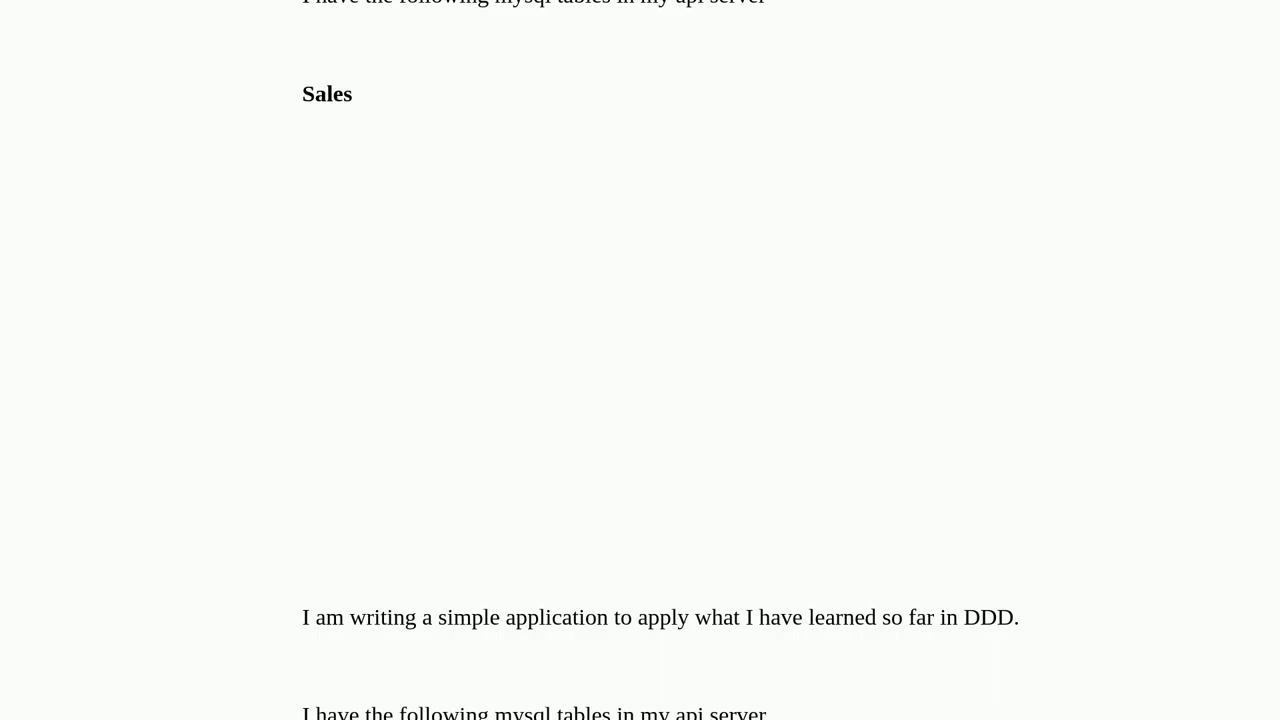 I have the following mysql tables in my api server
Sales
I am writing a simple application to apply what I have learned so far in DDD.
I have the following mysql tables in my api server